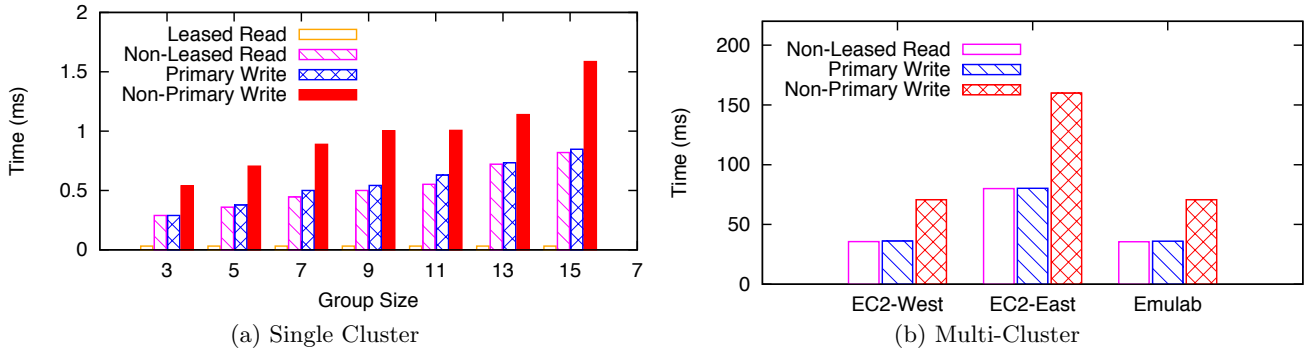 2
1.5
1
0.5
0
Time (ms)
Leased Read
Non-Leased Read
Primary Write
Non-Primary Write
3 5 7 9 11 13 15 7
Group Size
(a) Single Cluster
200
150
100
50
0
Time (ms)
Non-Leased Read
Primary Write
Non-Primary Write
EC2-West EC2-East Emulab
(b) Multi-Cluster